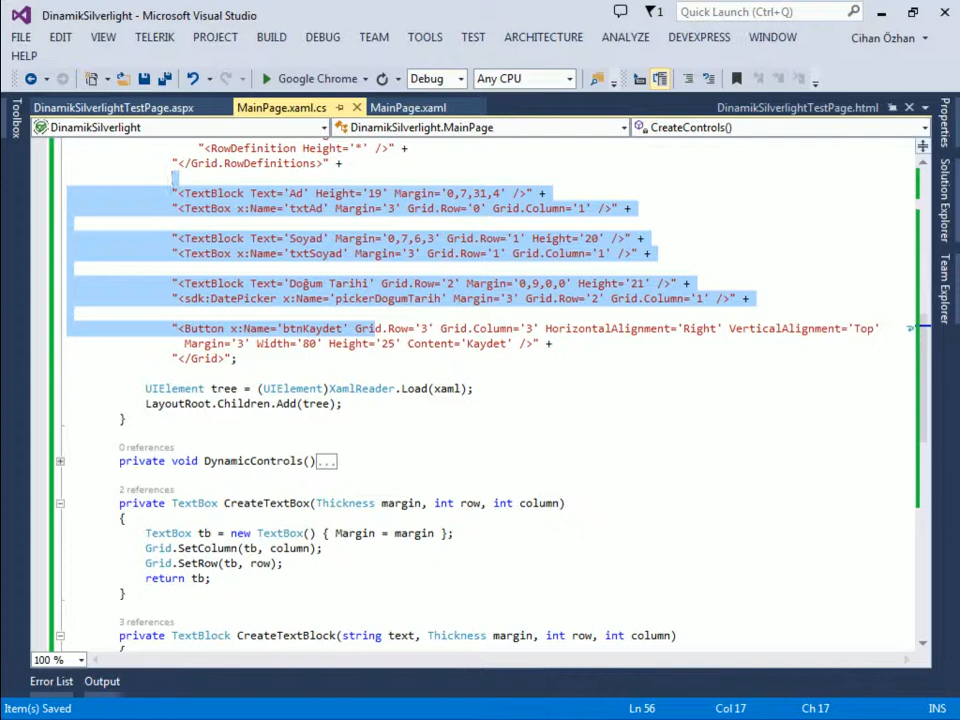 DinamikSilverlight - Microsoft Visual Studio
1
Quick Launch (Ctrl+Q)
FILE EDIT VIEW TELERIK PROJECT BUILD DEBUG TEAM TOOLS TEST ARCHITECTURE ANALYZE DEVEXPRESS WINDOW Cihan Özhan
HELP
Google Chrome Debug Any CPU
DinamikSilverlightTestPage.aspx MainPage.xaml.cs MainPage.xaml DinamikSilverlightTestPage.html
DinamikSilverlight DinamikSilverlight.MainPage CreateControls()
Toolbox
Properties
Solution Explorer
Team Explorer
"<RowDefinition Height='*' />" +
"</Grid.RowDefinitions>" +
"<TextBlock Text='Ad' Height='19' Margin='0,7,31,4' />" +
"<TextBox x:Name='txtAd' Margin='3' Grid.Row='0' Grid.Column='1' />" +
"<TextBlock Text='Soyad' Margin='0,7,6,3' Grid.Row='1' Height='20' />" +
"<TextBox x:Name='txtSoyad' Margin='3' Grid.Row='1' Grid.Column='1' />" +
"<TextBlock Text='Doğum Tarihi' Grid.Row='2' Margin='0,9,0,0' Height='21' />" +
"<sdk:DatePicker x:Name='pickerDogumTarih' Margin='3' Grid.Row='2' Grid.Column='1' />" +
"<Button x:Name='btnKaydet' Grid.Row='3' Grid.Column='3' HorizontalAlignment='Right' VerticalAlignment='Top'
Margin='3' Width='80' Height='25' Content='Kaydet' />" +
"</Grid>";
UIElement tree = (UIElement)XamlReader.Load(xaml);
LayoutRoot.Children.Add(tree);
}
0 references
private void DynamicControls()...
2 references
private TextBox CreateTextBox(Thickness margin, int row, int column)
{
TextBox tb = new TextBox() { Margin = margin };
Grid.SetColumn(tb, column);
Grid.SetRow(tb, row);
return tb;
}
3 references
private TextBlock CreateTextBlock(string text, Thickness margin, int row, int column)
100 %
Error List Output
Item(s) Saved Ln 56 Col 17 Ch 17 INS